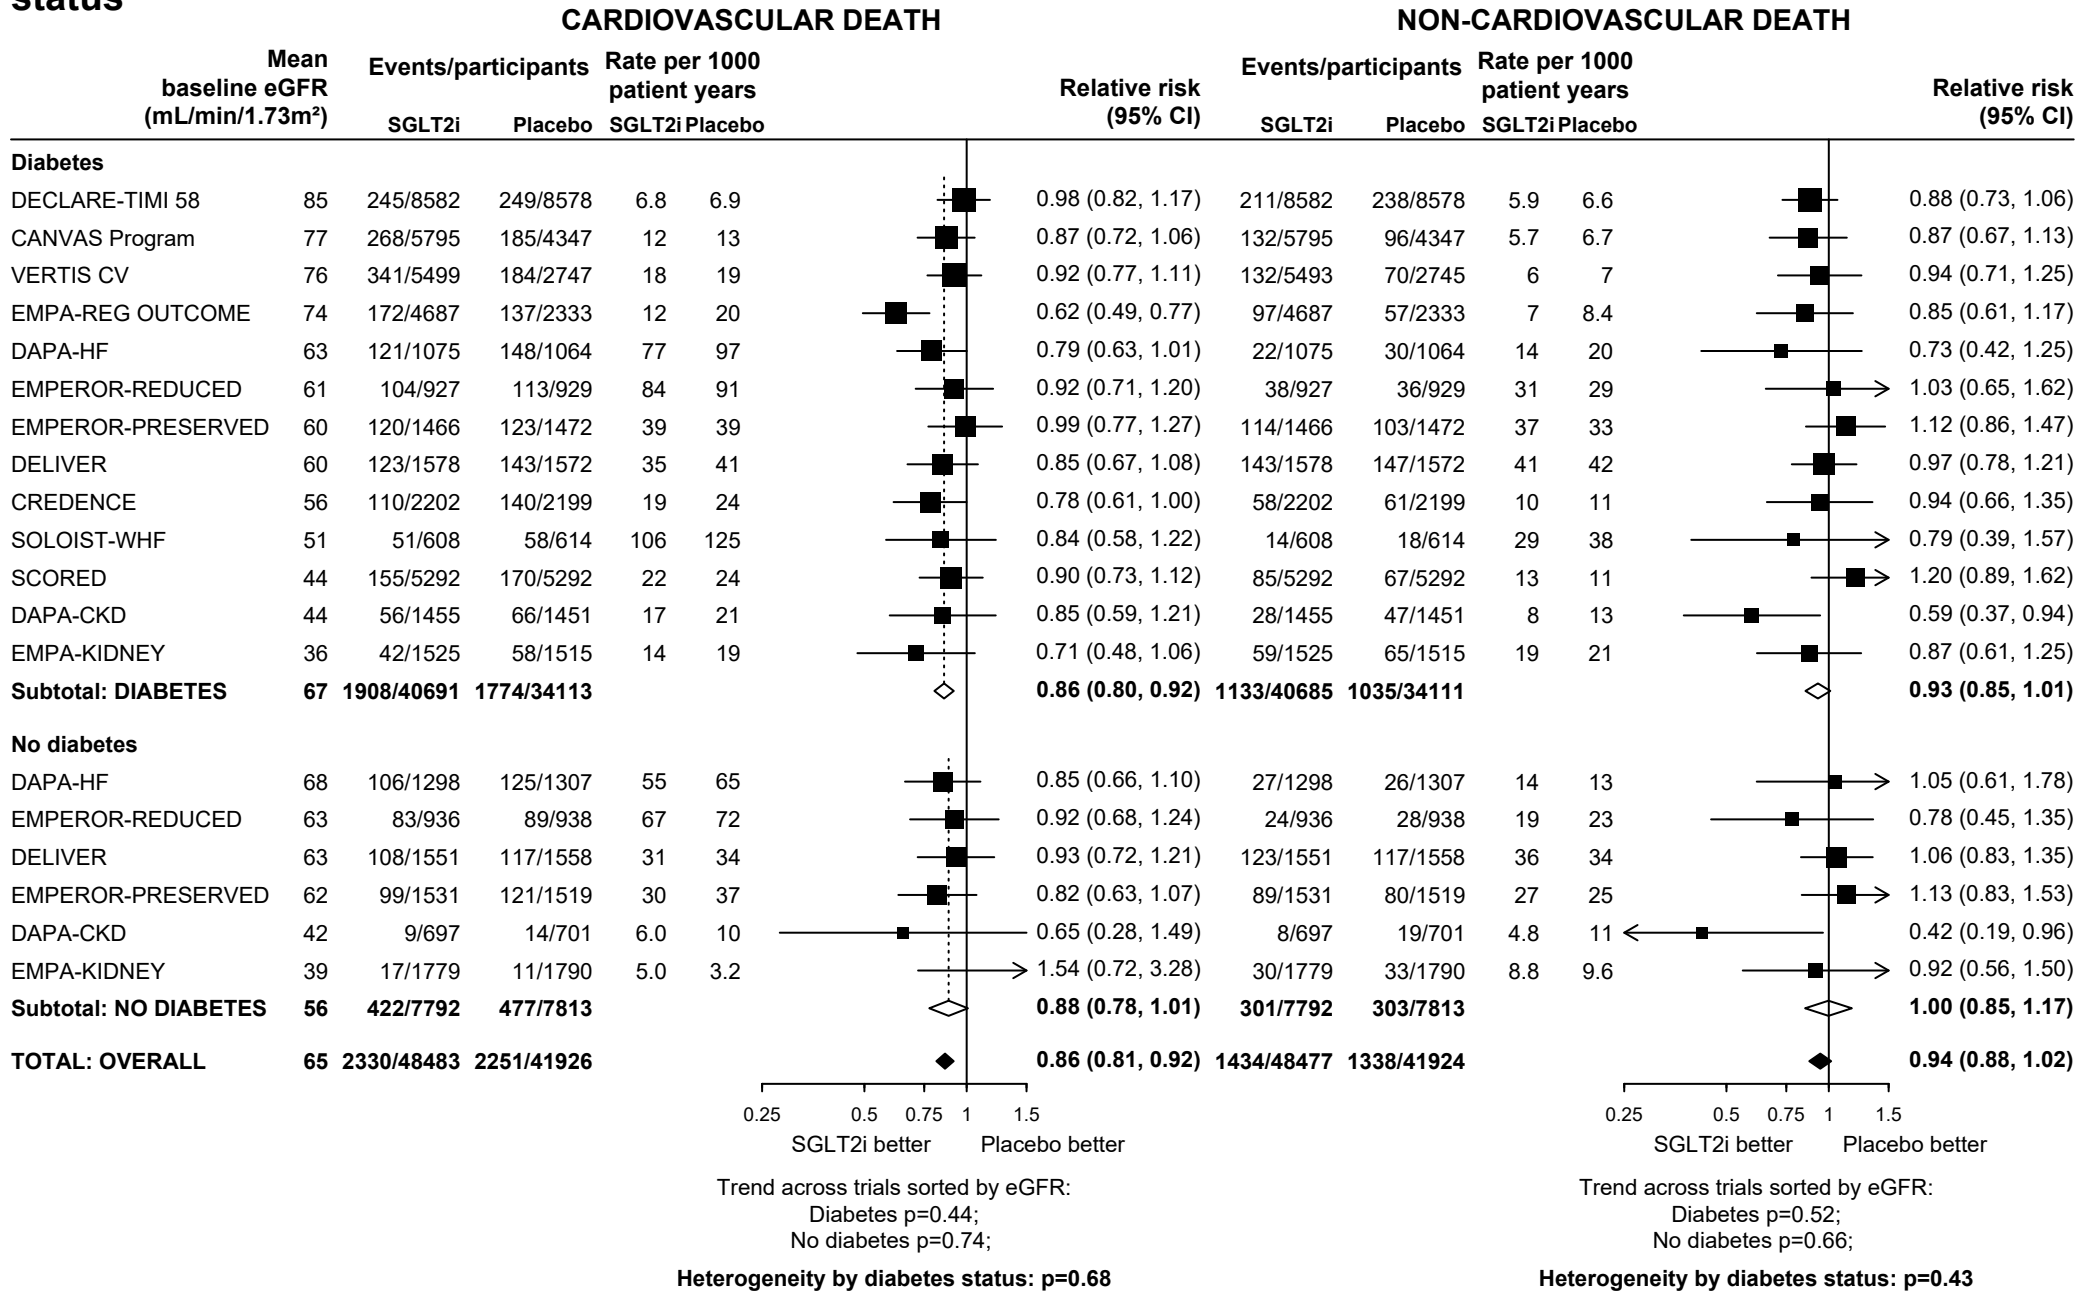 status
CARDIOVASCULAR DEATH NON-CARDIOVASCULAR DEATH
Mean baseline eGFR (mL/min/1.73m²) Events/participants Rate per 1000 patient years Relative risk (95% CI) Events/participants Rate per 1000 patient years Relative risk (95% CI)
SGLT2i Placebo SGLT2i Placebo SGLT2i Placebo SGLT2i Placebo
Diabetes
DECLARE-TIMI 58 85 245/8582 249/8578 6.8 6.9 0.98 (0.82, 1.17) 211/8582 238/8578 5.9 6.6 0.88 (0.73, 1.06)
CANVAS Program 77 268/5795 185/4347 12 13 0.87 (0.72, 1.06) 132/5795 96/4347 5.7 6.7 0.87 (0.67, 1.13)
VERTIS CV 76 341/5499 184/2747 18 19 0.92 (0.77, 1.11) 132/5493 70/2745 6 7 0.94 (0.71, 1.25)
EMPA-REG OUTCOME 74 172/4687 137/2333 12 20 0.62 (0.49, 0.77) 97/4687 57/2333 7 8.4 0.85 (0.61, 1.17)
DAPA-HF 63 121/1075 148/1064 77 97 0.79 (0.63, 1.01) 22/1075 30/1064 14 20 0.73 (0.42, 1.25)
EMPEROR-REDUCED 61 104/927 113/929 84 91 0.92 (0.71, 1.20) 38/927 36/929 31 29 1.03 (0.65, 1.62)
EMPEROR-PRESERVED 60 120/1466 123/1472 39 39 0.99 (0.77, 1.27) 114/1466 103/1472 37 33 1.12 (0.86, 1.47)
DELIVER 60 123/1578 143/1572 35 41 0.85 (0.67, 1.08) 143/1578 147/1572 41 42 0.97 (0.78, 1.21)
CREDENCE 56 110/2202 140/2199 19 24 0.78 (0.61, 1.00) 58/2202 61/2199 10 11 0.94 (0.66, 1.35)
SOLOIST-WHF 51 51/608 58/614 106 125 0.84 (0.58, 1.22) 14/608 18/614 29 38 0.79 (0.39, 1.57)
SCORED 44 155/5292 170/5292 22 24 0.90 (0.73, 1.12) 85/5292 67/5292 13 11 1.20 (0.89, 1.62)
DAPA-CKD 44 56/1455 66/1451 17 21 0.85 (0.59, 1.21) 28/1455 47/1451 8 13 0.59 (0.37, 0.94)
EMPA-KIDNEY 36 42/1525 58/1515 14 19 0.71 (0.48, 1.06) 59/1525 65/1515 19 21 0.87 (0.61, 1.25)
Subtotal: DIABETES 67 1908/40691 1774/34113 0.86 (0.80, 0.92) 1133/40685 1035/34111 0.93 (0.85, 1.01)
No diabetes
DAPA-HF 68 106/1298 125/1307 55 65 0.85 (0.66, 1.10) 27/1298 26/1307 14 13 1.05 (0.61, 1.78)
EMPEROR-REDUCED 63 83/936 89/938 67 72 0.92 (0.68, 1.24) 24/936 28/938 19 23 0.78 (0.45, 1.35)
DELIVER 63 108/1551 117/1558 31 34 0.93 (0.72, 1.21) 123/1551 117/1558 36 34 1.06 (0.83, 1.35)
EMPEROR-PRESERVED 62 99/1531 121/1519 30 37 0.82 (0.63, 1.07) 89/1531 80/1519 27 25 1.13 (0.83, 1.53)
DAPA-CKD 42 9/697 14/701 6.0 10 0.65 (0.28, 1.49) 8/697 19/701 4.8 11 0.42 (0.19, 0.96)
EMPA-KIDNEY 39 17/1779 11/1790 5.0 3.2 1.54 (0.72, 3.28) 30/1779 33/1790 8.8 9.6 0.92 (0.56, 1.50)
Subtotal: NO DIABETES 56 422/7792 477/7813 0.88 (0.78, 1.01) 301/7792 303/7813 1.00 (0.85, 1.17)
TOTAL: OVERALL 65 2330/48483 2251/41926 0.86 (0.81, 0.92) 1434/48477 1338/41924 0.94 (0.88, 1.02)
0.25 0.5 0.75 1 1.5 0.25 0.5 0.75 1 1.5
SGLT2i better Placebo better SGLT2i better Placebo better
Trend across trials sorted by eGFR: Trend across trials sorted by eGFR:
Diabetes p=0.44; Diabetes p=0.52;
No diabetes p=0.74; No diabetes p=0.66;
Heterogeneity by diabetes status: p=0.68 Heterogeneity by diabetes status: p=0.43